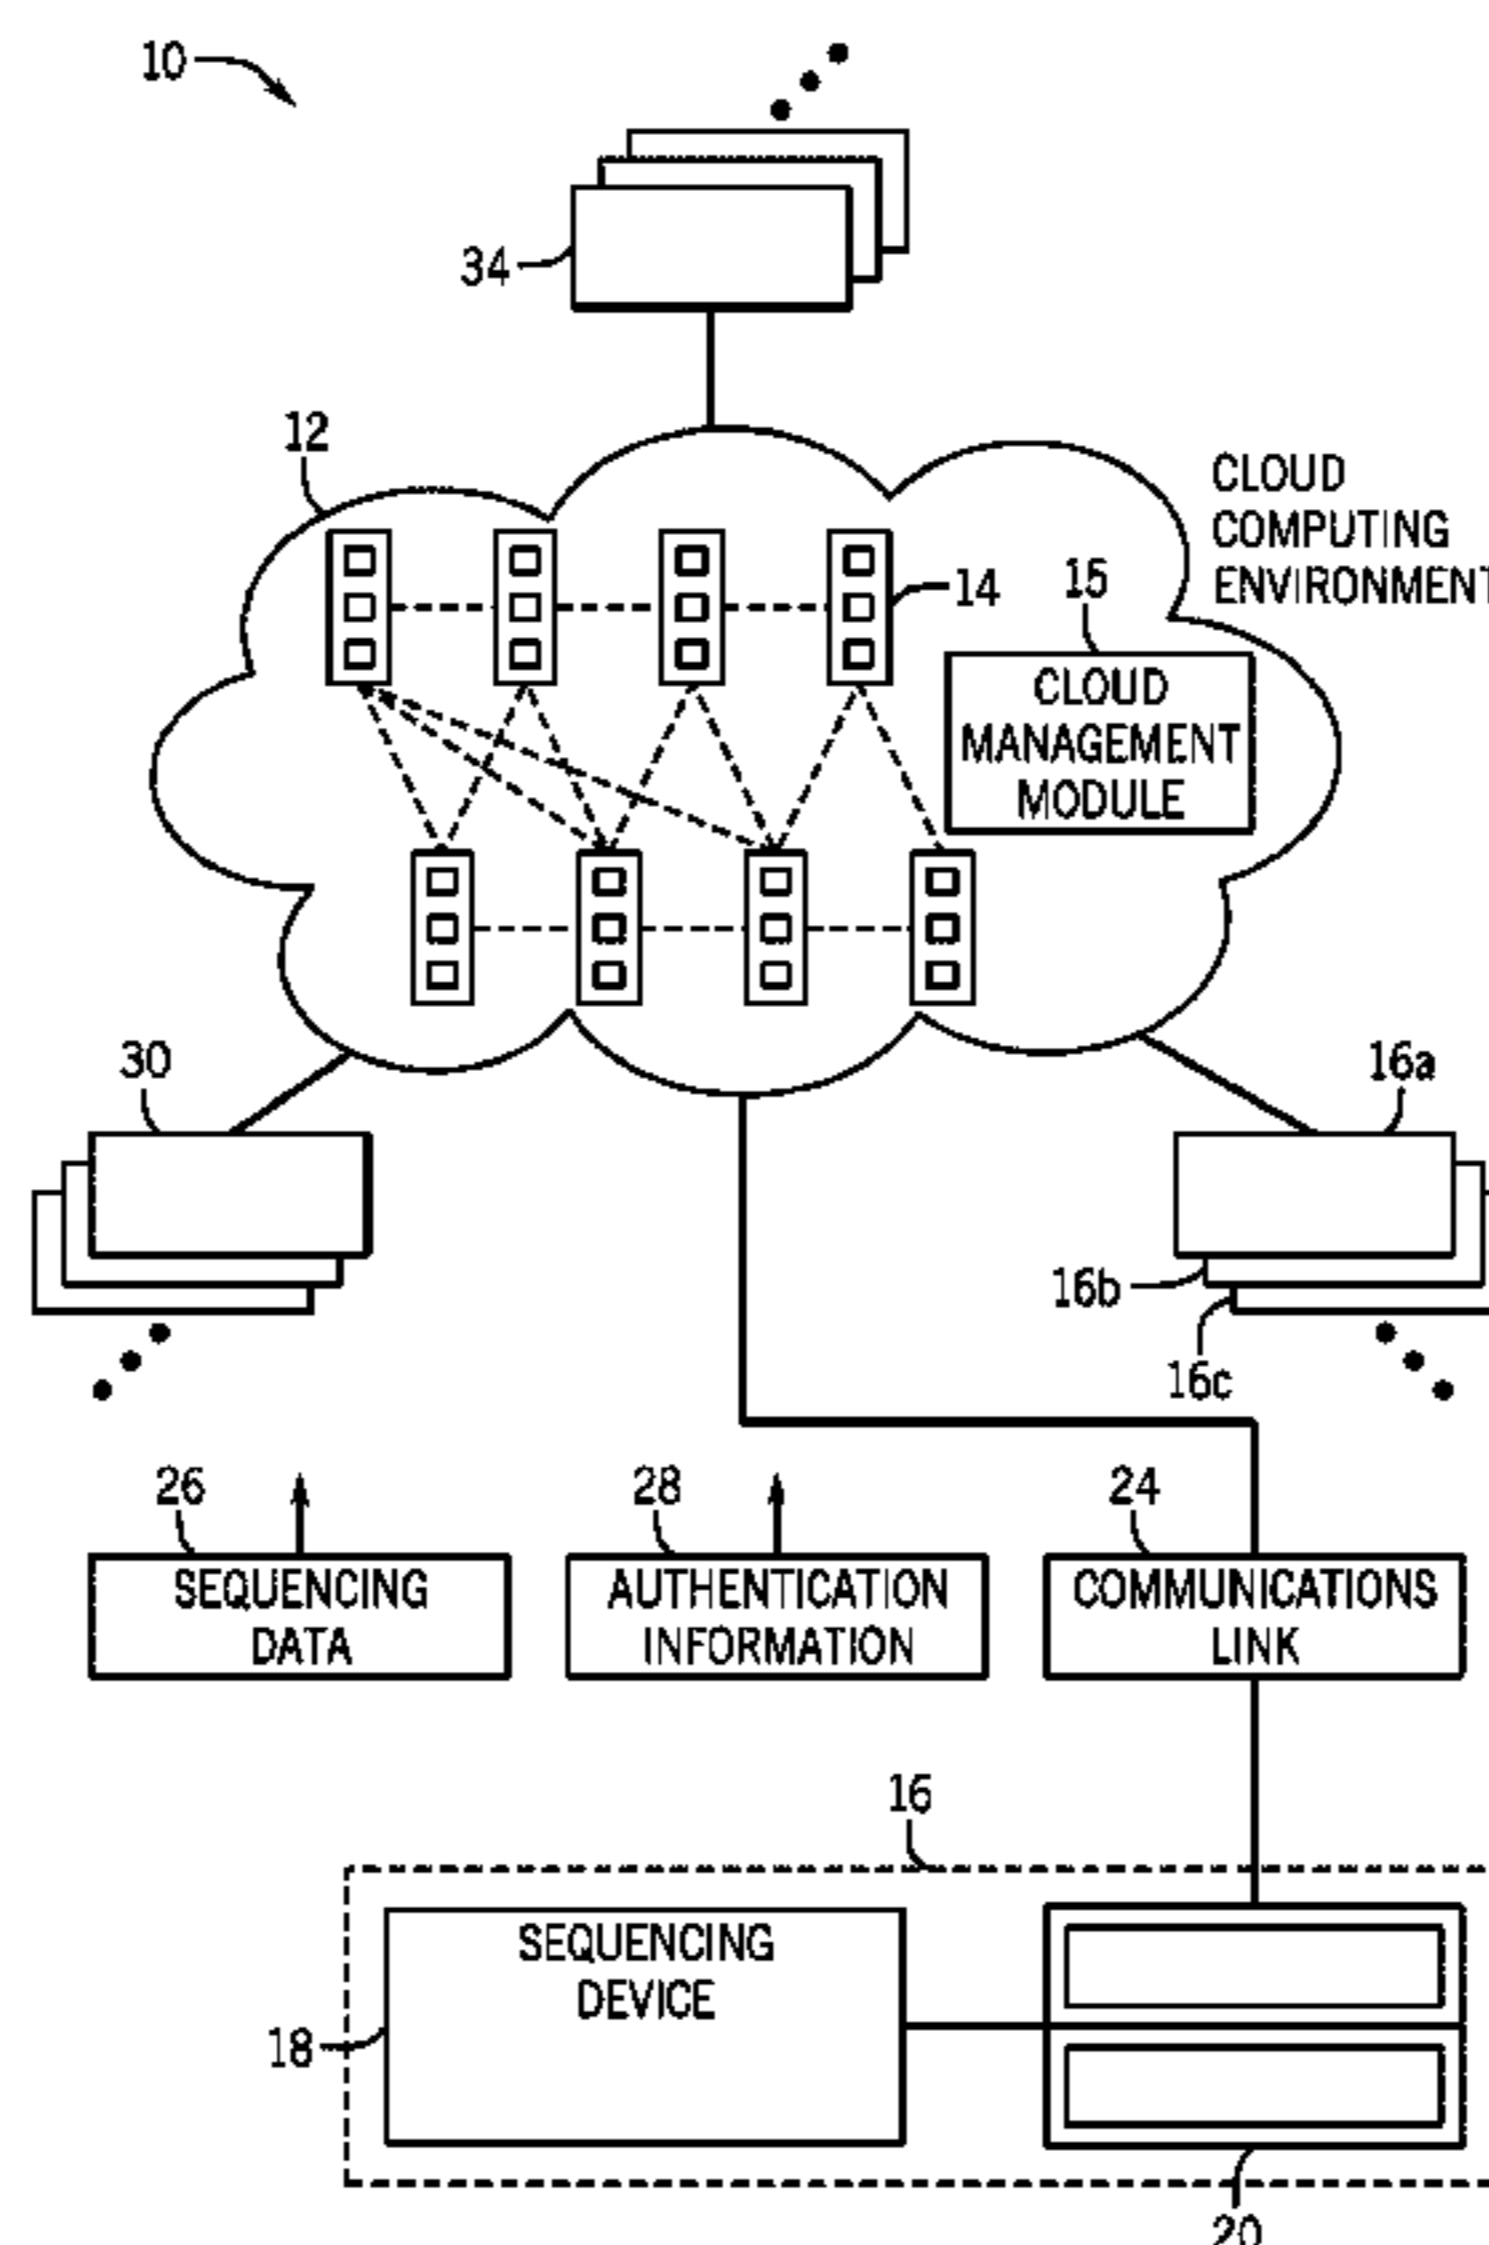 10
34
12
CLOUD
COMPUTING
ENVIRONMENT
14
15
CLOUD
MANAGEMENT
MODULE
30
16a
16b
16c
26
28
24
SEQUENCING
DATA
AUTHENTICATION
INFORMATION
COMMUNICATIONS
LINK
16
SEQUENCING
DEVICE
18
20